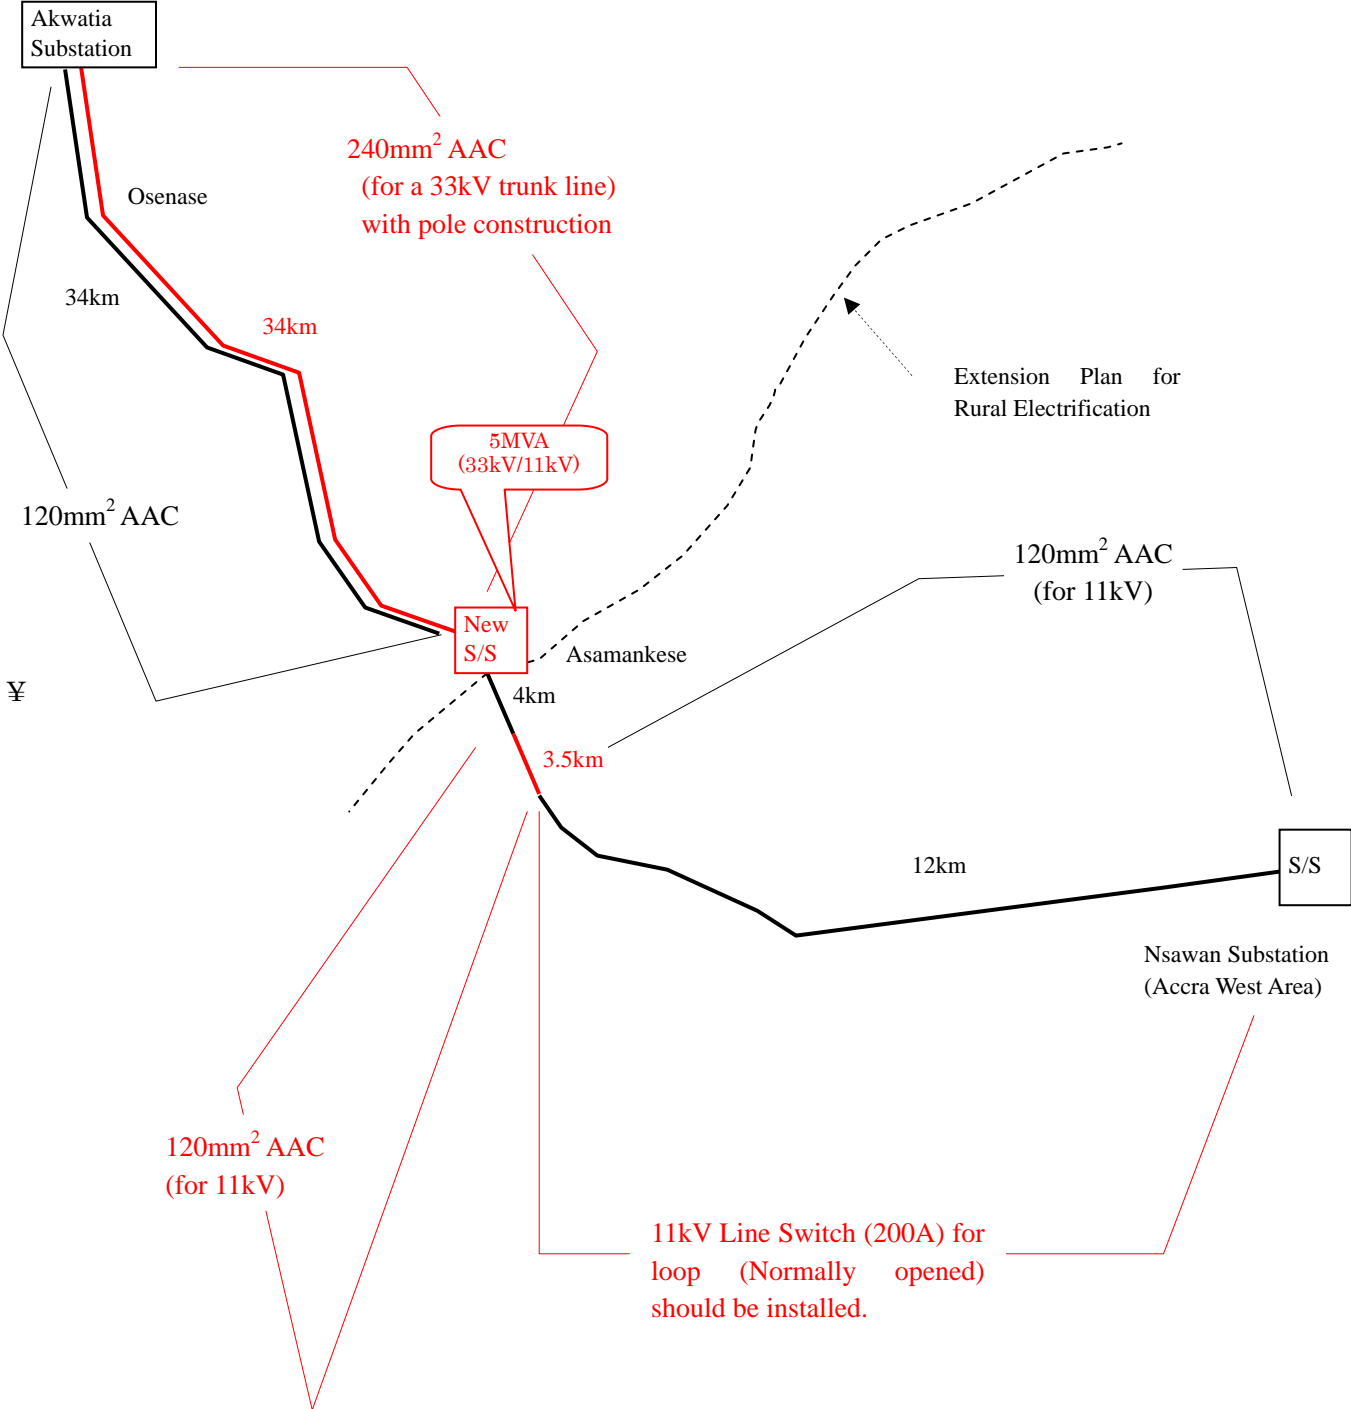 Akwatia
Substation
240mm² AAC
(for a 33kV trunk line)
with pole construction
Osenase
34km
34km
Extension Plan for
Rural Electrification
5MVA
(33kV/11kV)
120mm² AAC
120mm² AAC
(for 11kV)
New
S/S
Asamankese
¥
4km
3.5km
12km
S/S
Nsawan Substation
(Accra West Area)
120mm² AAC
(for 11kV)
11kV Line Switch (200A) for
loop (Normally opened)
should be installed.